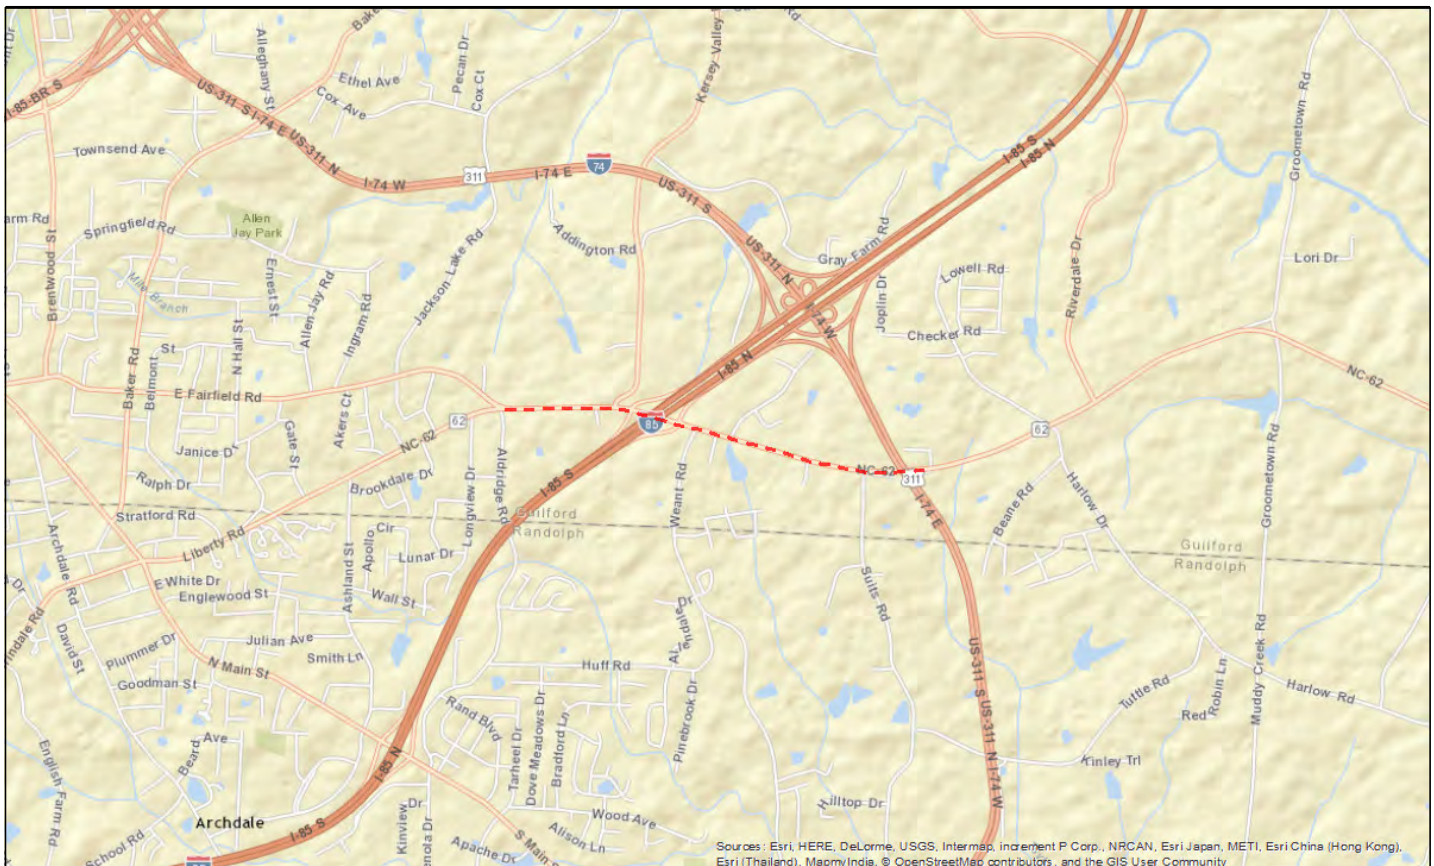 Alleghany St
Pecan Dr
Ethel Ave
Cox Ave
Cox Ct
Kersey Valley
Rd
I-85-BR S
US-311 S I-74 E
US-311 N
Townsend Ave
I-74 W
311
I-74 E
74
US-311 S
I-85 S
I-85 N
Groometown Rd
Springfield Rd
Allen
Jay Park
Addington Rd
US-311 N
Gray Farm Rd
Lori Dr
Brentwood St
Ernest St
Allen Jay Rd
Jackson Lake Rd
Lowell Rd
Riverdale Dr
Mile Branch
Ingram Rd
I-74 W
Joplin Dr
Checker Rd
N Hall St
St
Belmont
Baker Rd
I-85 N
NC-62
E Fairfield Rd
Akers Ct
62
NC-62
85
62
Gate St
Janice Dr
Ralph Dr
Brookdale Dr
Longview Dr
Aldridge Rd
I-85 S
Weant Rd
NC-62
311
I-74 E
Beane Rd
Harlow Dr
Groometown Rd
Stratford Rd
Guilford
Randolph
Liberty Rd
Cir
Apollo
Lunar Dr
Guilford
Randolph
Archdale Rd
E White Dr
Englewood St
Ashland St
Wall St
Suits Rd
David St
Plummer Dr
Julian Ave
Smith Ln
N Main St
Goodman St
Huff Rd
US-311 S
US-311 N
I-74 W
Tuttle Rd
Robin Ln
Red
Muddy Creek Rd
Harlow Rd
Rand Blvd
Tarheel Dr
Dove Meadows Dr
Bradford Ln
Pinebrook Dr
Ave
Beard
English Farm Rd
I-85 N
Kinley Trl
Archdale
I-85 S
School Rd
Kinview
Dr
S Main
Wood Ave
Alison Ln
Apache Dr
Hilltop Dr
Sources: Esri, HERE, DeLorme, USGS, Intermap, increment P Corp., NRCAN, Esri Japan, METI, Esri China (Hong Kong),
Esri (Thailand), MapmyIndia, © OpenStreetMap contributors, and the GIS User Community